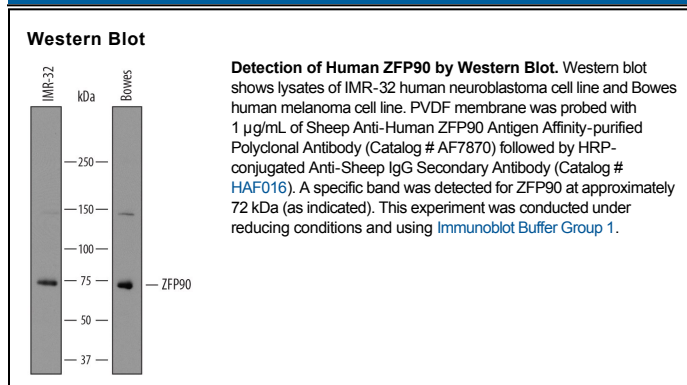 Western Blot
IMR-32
kDa
Bowes
250
150
100
75
ZFP90
50
37
Detection of Human ZFP90 by Western Blot. Western blot
shows lysates of IMR-32 human neuroblastoma cell line and Bowes
human melanoma cell line. PVDF membrane was probed with
1 µg/mL of Sheep Anti-Human ZFP90 Antigen Affinity-purified
Polyclonal Antibody (Catalog # AF7870) followed by HRP-
conjugated Anti-Sheep IgG Secondary Antibody (Catalog #
HAF016). A specific band was detected for ZFP90 at approximately
72 kDa (as indicated). This experiment was conducted under
reducing conditions and using Immunoblot Buffer Group 1.